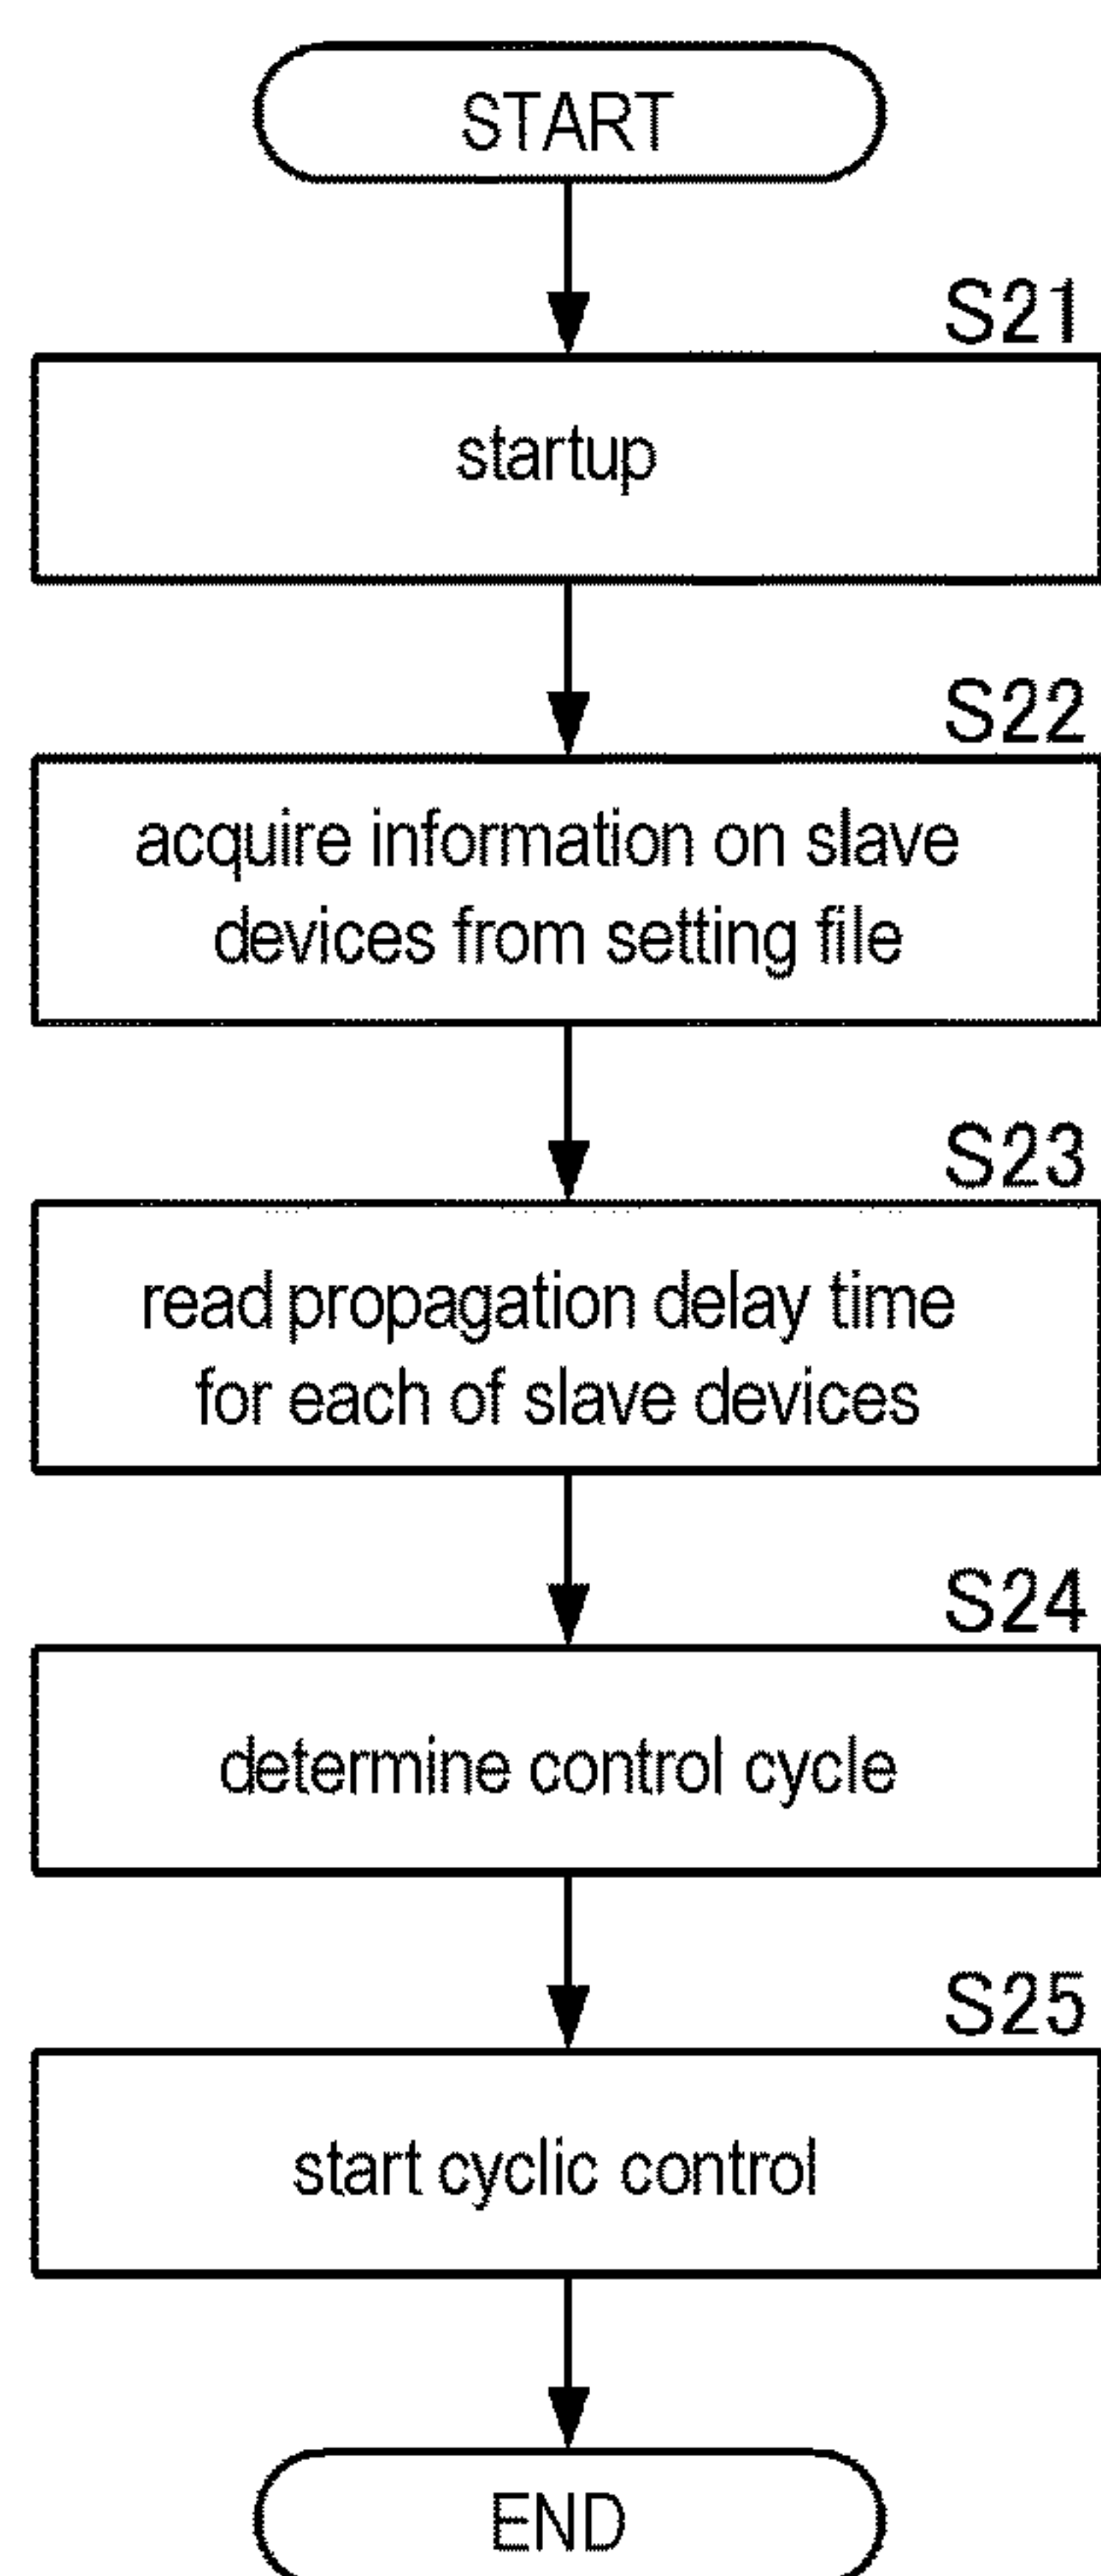 START
S21
startup
S22
acquire information on slave
devices from setting file
S23
read propagation delay time
for each of slave devices
S24
determine control cycle
S25
start cyclic control
END